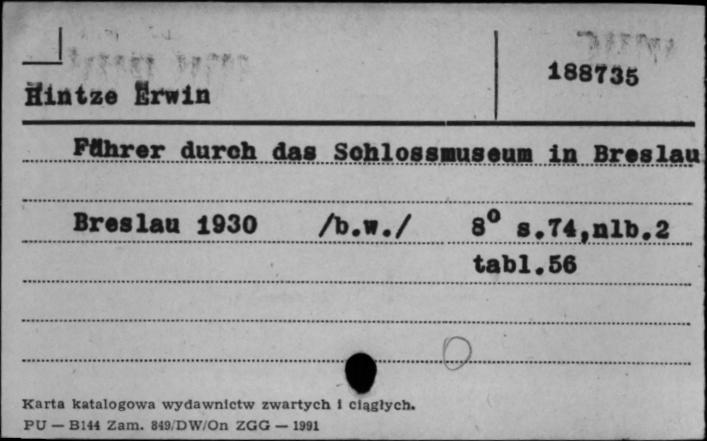 188735
Hintze Erwin
Führer durch das Schlossmuseum in Breslau
Breslau 1930 /b.w./ 8° s.74,nlb.2
tabl.56
Karta katalogowa wydawnictw zwartych i ciągłych.
PU — B144 Zam. 849/DW/On ZGG — 1991